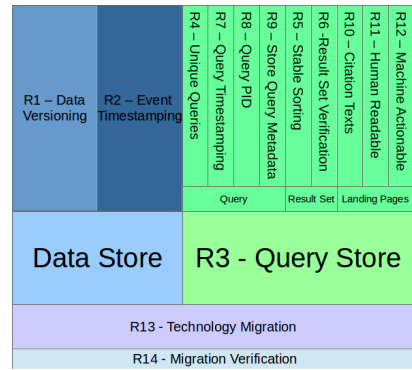 R1 – Data
Versioning
R2 – Event
Timestamping
R4 – Unique
Queries
R7 – Query
Timestamping
R8 – Query PID
R9 – Store Query
Metadata
R5 – Stable
Sorting
R6 -Result Set
Verification
R10 – Citation
Texts
R11 – Human
Readable
R12 – Machine
Actionable
Query
Result Set
Landing Pages
Data Store
R3 - Query Store
R13 - Technology Migration
R14 - Migration Verification